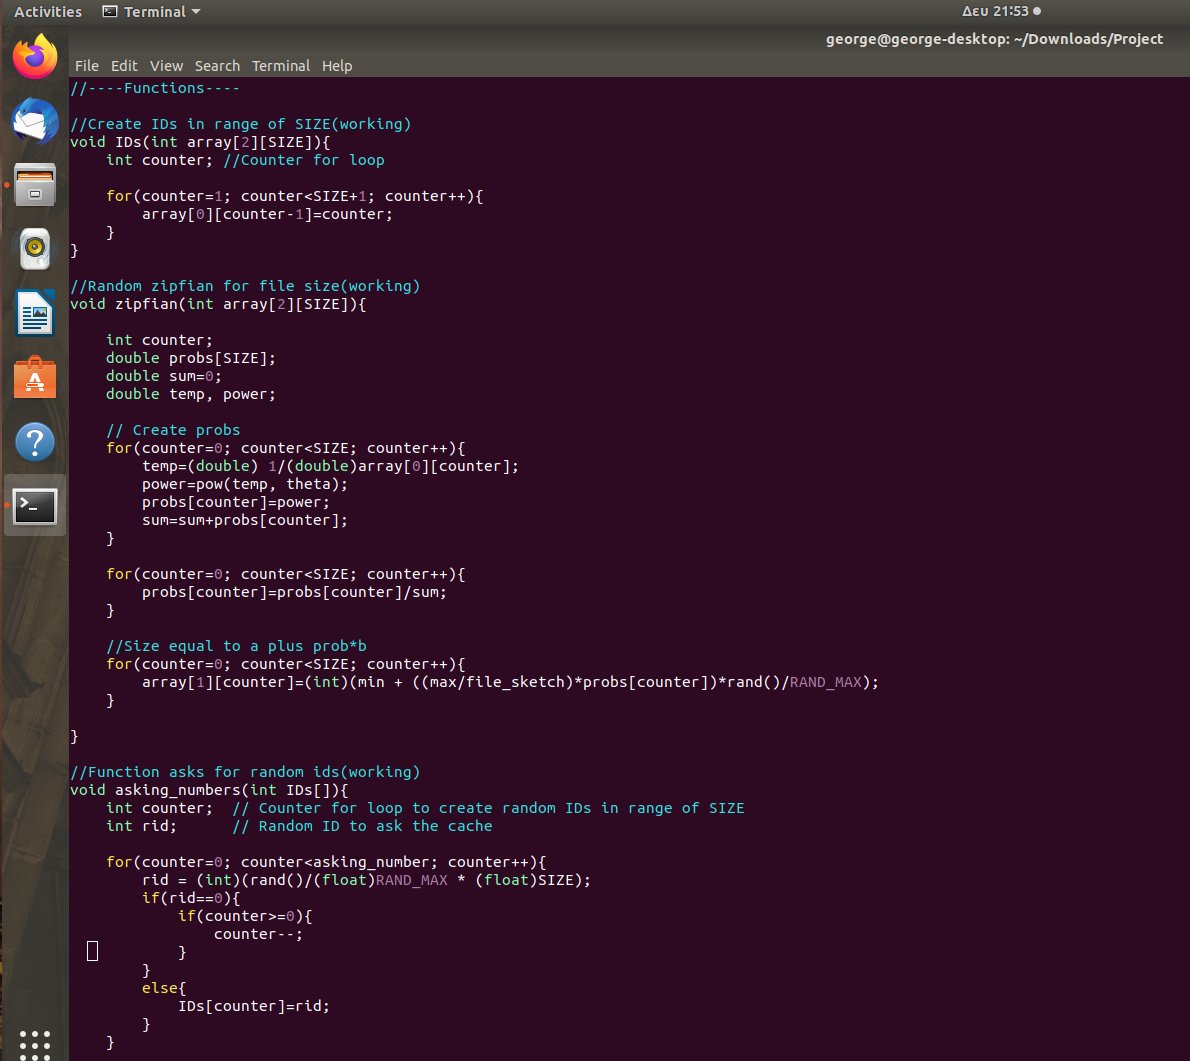 Activities Terminal Δευ 21:53
george@george-desktop: ~/Downloads/Project
File Edit View Search Terminal Help
//----Functions----
//Create IDs in range of SIZE(working)
void IDs(int array[2][SIZE]){
    int counter; //Counter for loop
    for(counter=1; counter<SIZE+1; counter++){
        array[0][counter-1]=counter;
    }
}
//Random zipfian for file size(working)
void zipfian(int array[2][SIZE]){
    int counter;
    double probs[SIZE];
    double sum=0;
    double temp, power;
    // Create probs
    for(counter=0; counter<SIZE; counter++){
        temp=(double) 1/(double)array[0][counter];
        power=pow(temp, theta);
        probs[counter]=power;
        sum=sum+probs[counter];
    }
    for(counter=0; counter<SIZE; counter++){
        probs[counter]=probs[counter]/sum;
    }
    //Size equal to a plus prob*b
    for(counter=0; counter<SIZE; counter++){
        array[1][counter]=(int)(min + ((max/file_sketch)*probs[counter])*rand()/RAND_MAX);
    }
}
//Function asks for random ids(working)
void asking_numbers(int IDs[]){
    int counter;  // Counter for loop to create random IDs in range of SIZE
    int rid;      // Random ID to ask the cache
    for(counter=0; counter<asking_number; counter++){
        rid = (int)(rand()/(float)RAND_MAX * (float)SIZE);
        if(rid==0){
            if(counter>=0){
                counter--;
            }
        }
        else{
            IDs[counter]=rid;
        }
    }